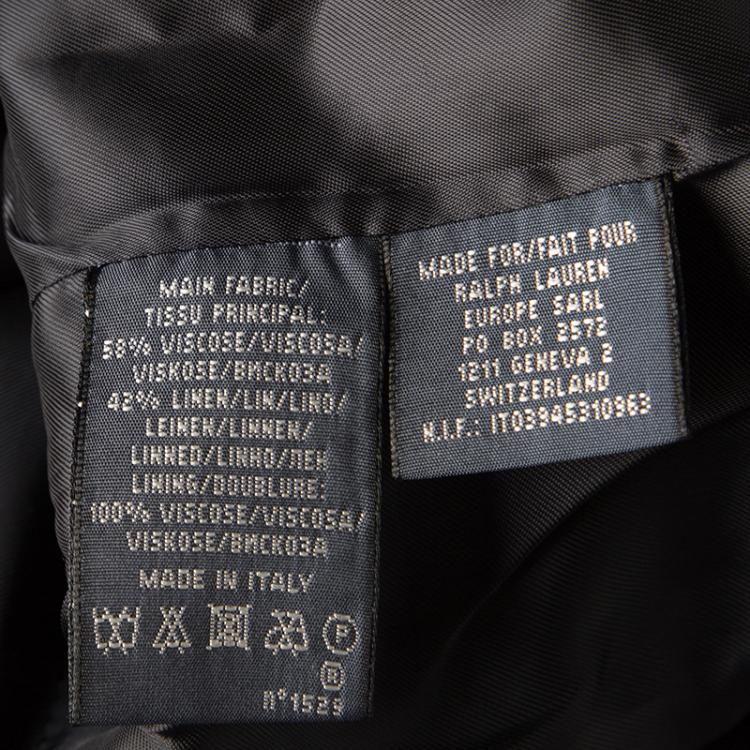 MAIN FABRIC/
TISSU PRINCIPAL:
58% VISCOSE/VISCOSA/
VISKOSE/ВИСКОЗА
42% LINEN/LIN/LINO/
LEINEN/LINNEN/
LINNED/LINHO/ЛЕН
LINING/DOUBLURE:
100% VISCOSE/VISCOSA/
VISKOSE/ВИСКОЗА
MADE IN ITALY
P
B
MADE FOR/FAIT POUR
RALPH LAUREN
EUROPE SARL
PO BOX 2572
1211 GENEVA 2
SWITZERLAND
N.I.F.: IT03945310963